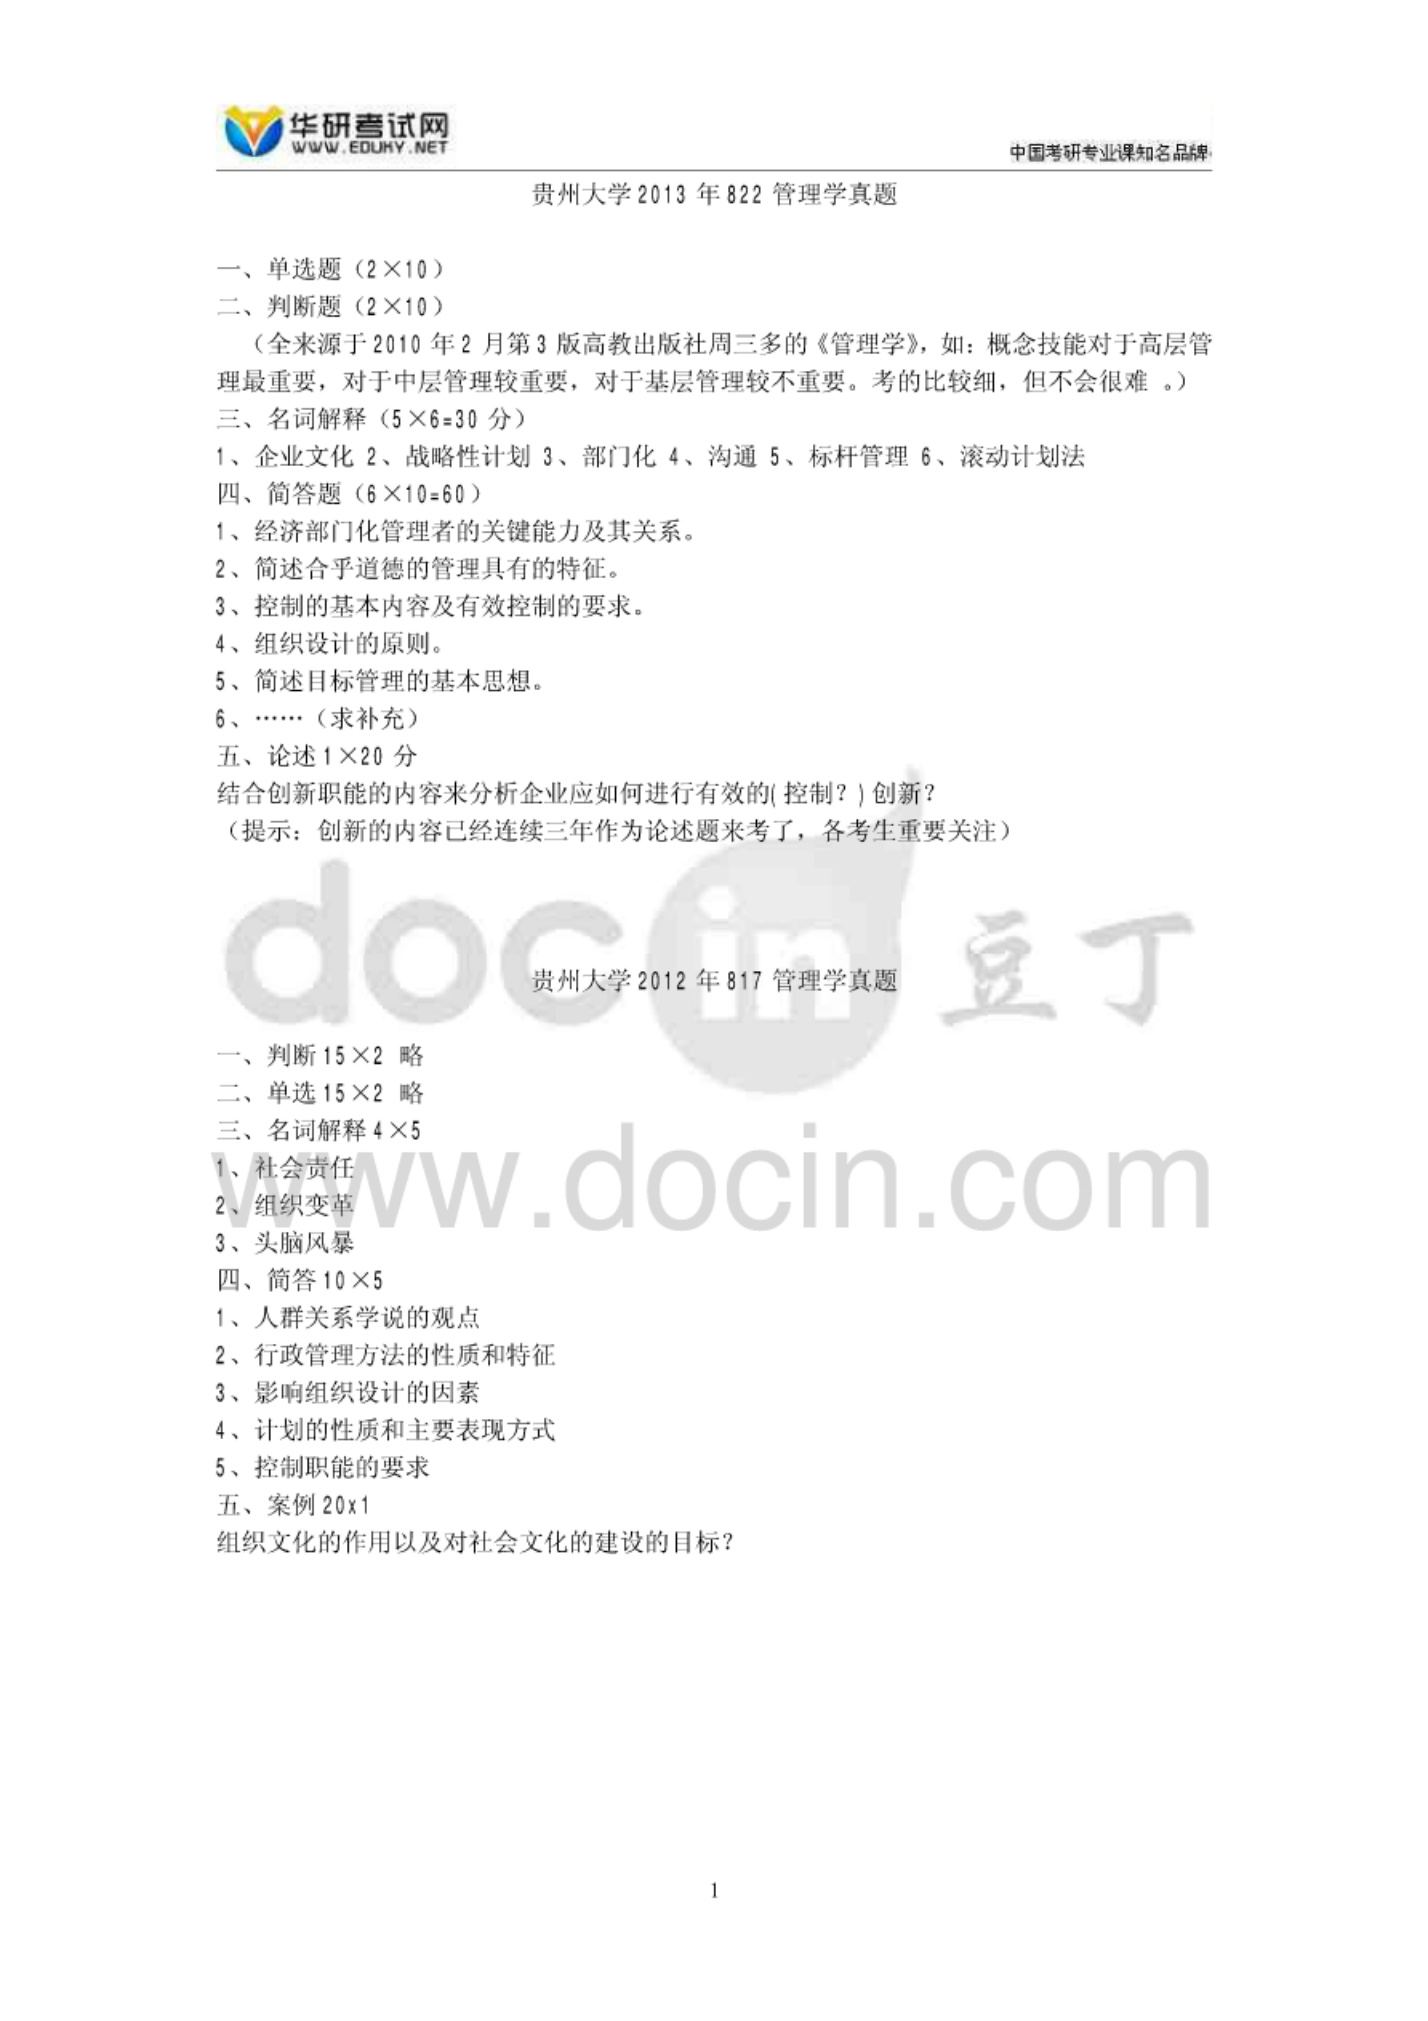 华研考试网
WWW.EDUKY.NET
中国考研专业课知名品牌
贵州大学2013 年822 管理学真题
一、单选题（2×10）
二、判断题（2×10）
（全来源于2010 年2 月第3 版高教出版社周三多的《管理学》，如：概念技能对于高层管
理最重要，对于中层管理较重要，对于基层管理较不重要。考的比较细，但不会很难 。）
三、名词解释（5×6=30 分）
1、企业文化 2、战略性计划 3、部门化 4、沟通 5、标杆管理 6、滚动计划法
四、简答题（6×10=60）
1、经济部门化管理者的关键能力及其关系。
2、简述合乎道德的管理具有的特征。
3、控制的基本内容及有效控制的要求。
4、组织设计的原则。
5、简述目标管理的基本思想。
6、……（求补充）
五、论述1×20 分
结合创新职能的内容来分析企业应如何进行有效的(控制？)创新？
（提示：创新的内容已经连续三年作为论述题来考了，各考生重要关注）
docin 豆丁
贵州大学2012 年817 管理学真题
一、判断15×2 略
二、单选15×2 略
三、名词解释4×5
www.docin.com
1、社会责任
2、组织变革
3、头脑风暴
四、简答10×5
1、人群关系学说的观点
2、行政管理方法的性质和特征
3、影响组织设计的因素
4、计划的性质和主要表现方式
5、控制职能的要求
五、案例20x1
组织文化的作用以及对社会文化的建设的目标？
1